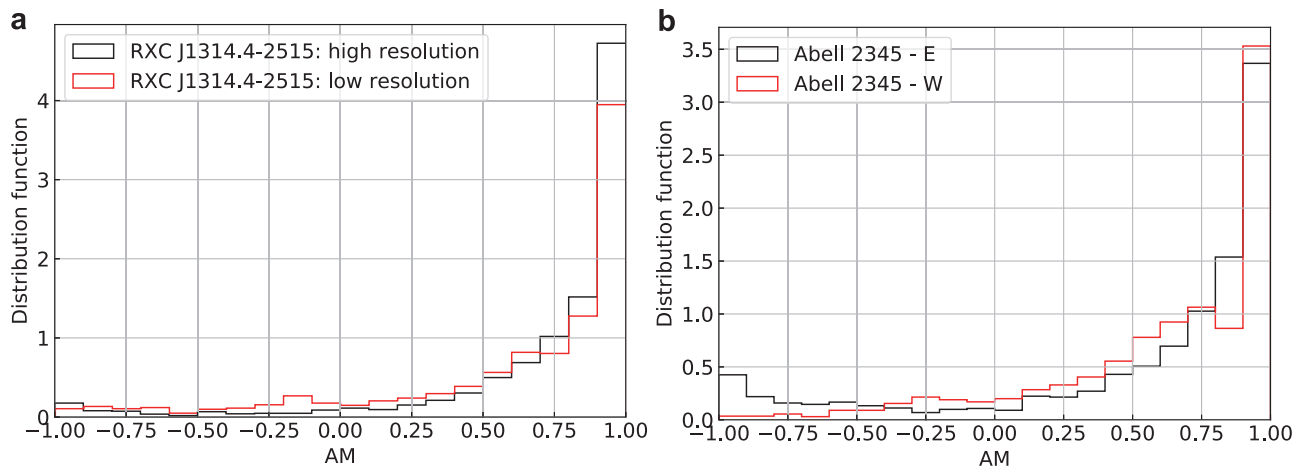 a
RXC J1314.4-2515: high resolution
RXC J1314.4-2515: low resolution
Distribution function
4
3
2
1
0
−1.00 −0.75 −0.50 −0.25 0.00 0.25 0.50 0.75 1.00
AM
b
Abell 2345 - E
Abell 2345 - W
Distribution function
3.5
3.0
2.5
2.0
1.5
1.0
0.5
0.0
−1.00 −0.75 −0.50 −0.25 0.00 0.25 0.50 0.75 1.00
AM